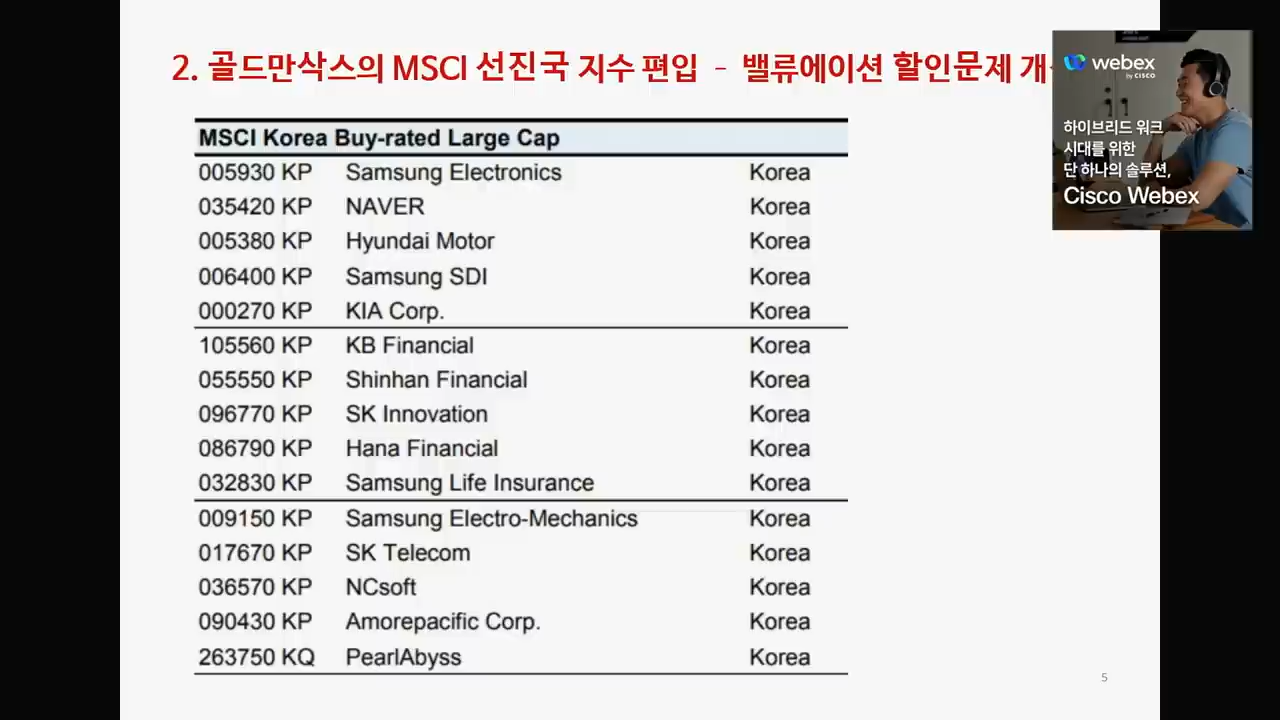 2. 골드만삭스의 MSCI 선진국 지수 편입 - 밸류에이션 할인문제 개
MSCI Korea Buy-rated Large Cap
005930 KP Samsung Electronics Korea
035420 KP NAVER Korea
005380 KP Hyundai Motor Korea
006400 KP Samsung SDI Korea
000270 KP KIA Corp. Korea
105560 KP KB Financial Korea
055550 KP Shinhan Financial Korea
096770 KP SK Innovation Korea
086790 KP Hana Financial Korea
032830 KP Samsung Life Insurance Korea
009150 KP Samsung Electro-Mechanics Korea
017670 KP SK Telecom Korea
036570 KP NCsoft Korea
090430 KP Amorepacific Corp. Korea
263750 KQ PearlAbyss Korea
5
webex
by CISCO
하이브리드 워크
시대를 위한
단 하나의 솔루션,
Cisco Webex